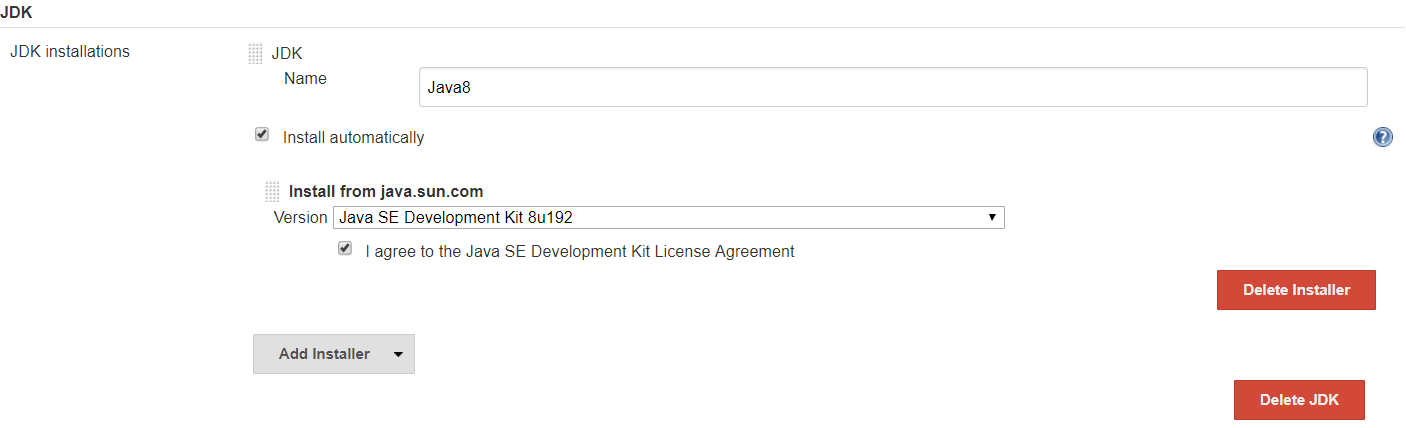 JDK
JDK installations
JDK
Name
Java8
Install automatically
?
Install from java.sun.com
Version Java SE Development Kit 8u192
I agree to the Java SE Development Kit License Agreement
Delete Installer
Add Installer
Delete JDK